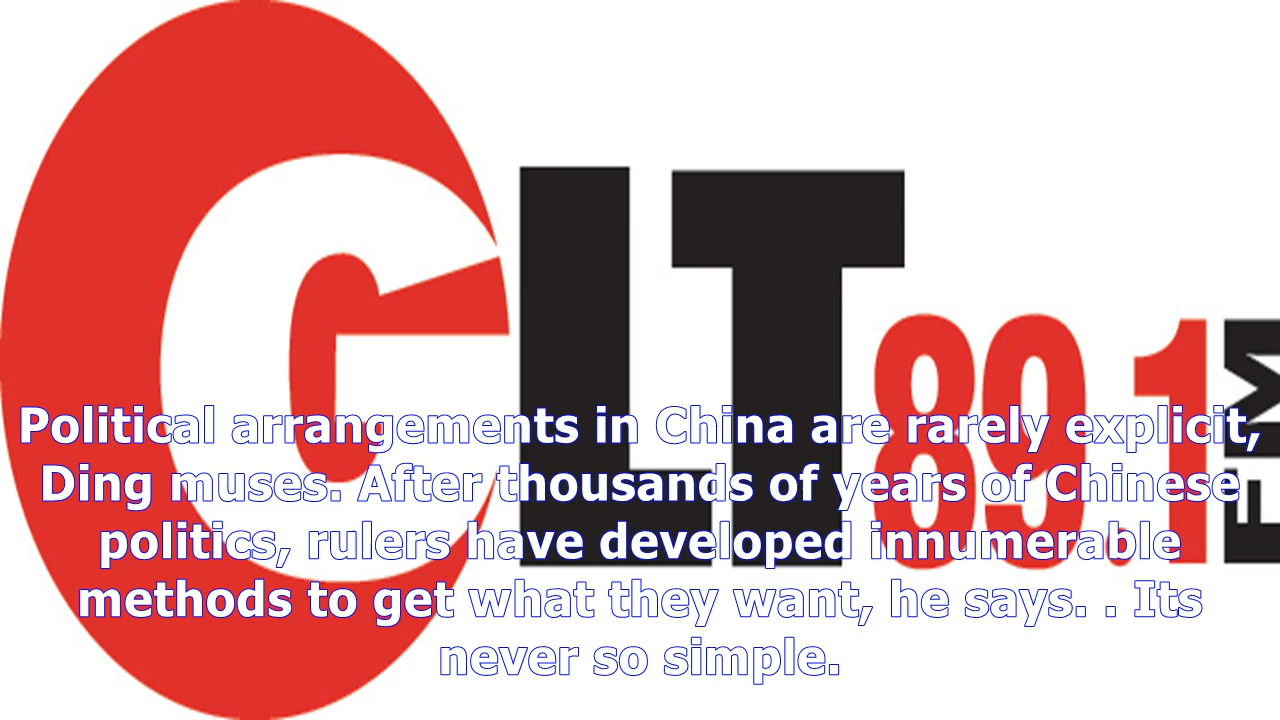 GLT
89.1
FM
Political arrangements in China are rarely explicit,
Ding muses. After thousands of years of Chinese
politics, rulers have developed innumerable
methods to get what they want, he says. . Its
never so simple.